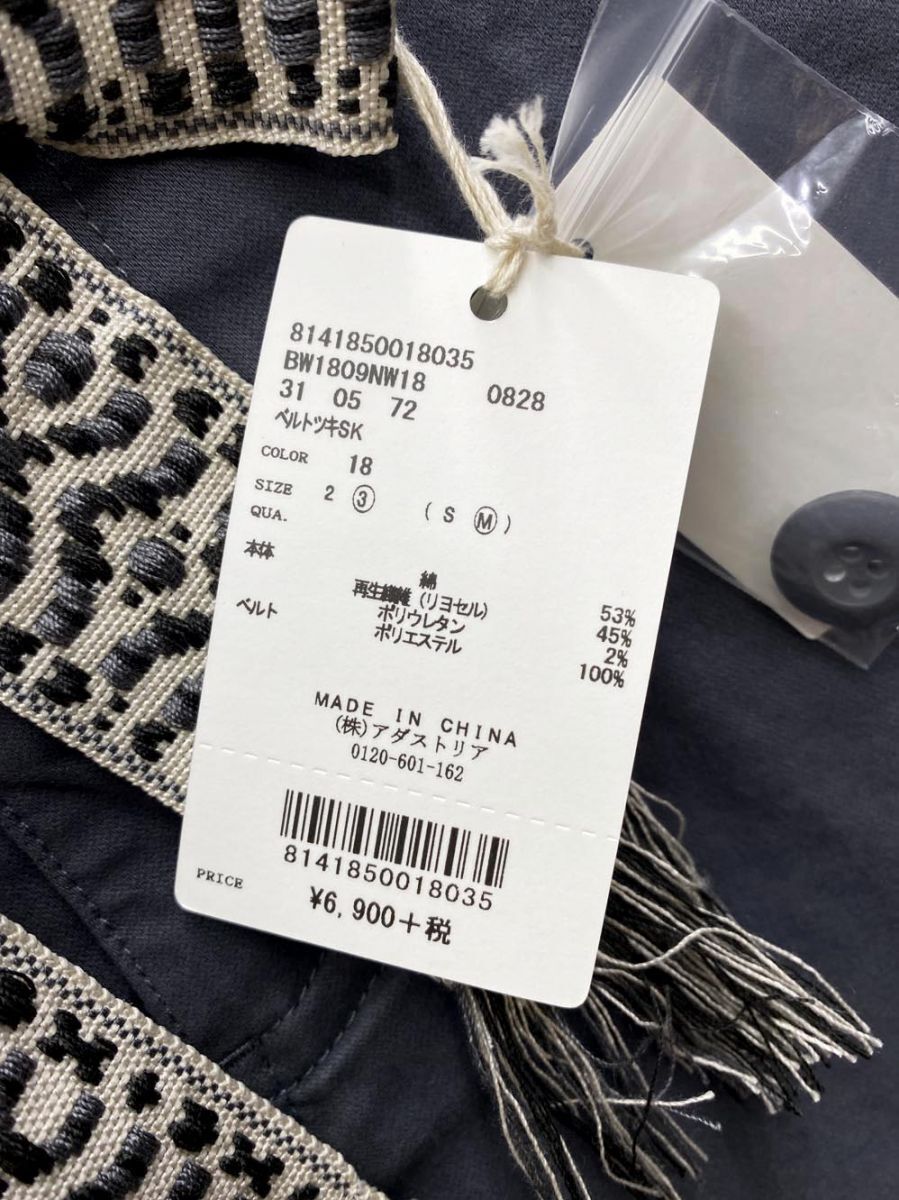 8141850018035
BW1809NW18 0828
31 05 72
ベルトツキSK
COLOR 18
SIZE 2 3 ( S M )
QUA.
本体 綿 53%
再生繊維 (リヨセル) 45%
ポリウレタン 2%
ベルト ポリエステル 100%
MADE IN CHINA
(株)アダストリア
0120-601-162
8141850018035
PRICE ¥6,900+税